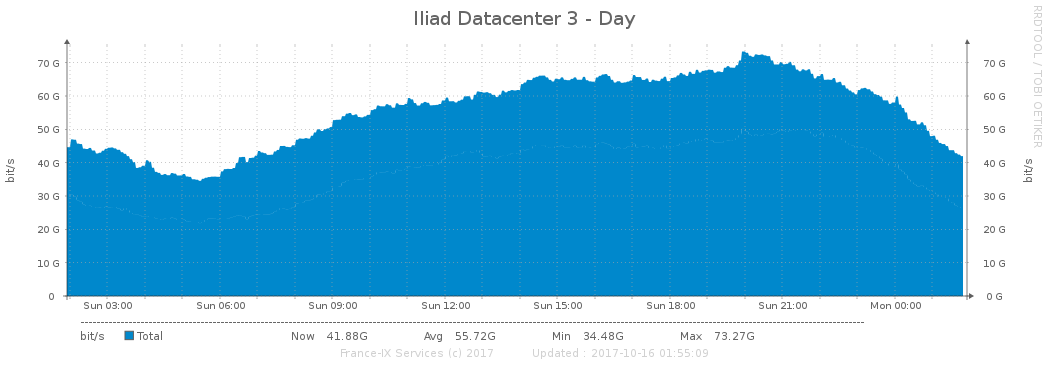 Iliad Datacenter 3 - Day
RRDTOOL / TOBI OETIKER
bit/s
bit/s
70 G 70 G
60 G 60 G
50 G 50 G
40 G 40 G
30 G 30 G
20 G 20 G
10 G 10 G
0 0 G
Sun 03:00 Sun 06:00 Sun 09:00 Sun 12:00 Sun 15:00 Sun 18:00 Sun 21:00 Mon 00:00
bit/s Total Now 41.88G Avg 55.72G Min 34.48G Max 73.27G
France-IX Services (c) 2017 Updated : 2017-10-16 01:55:09